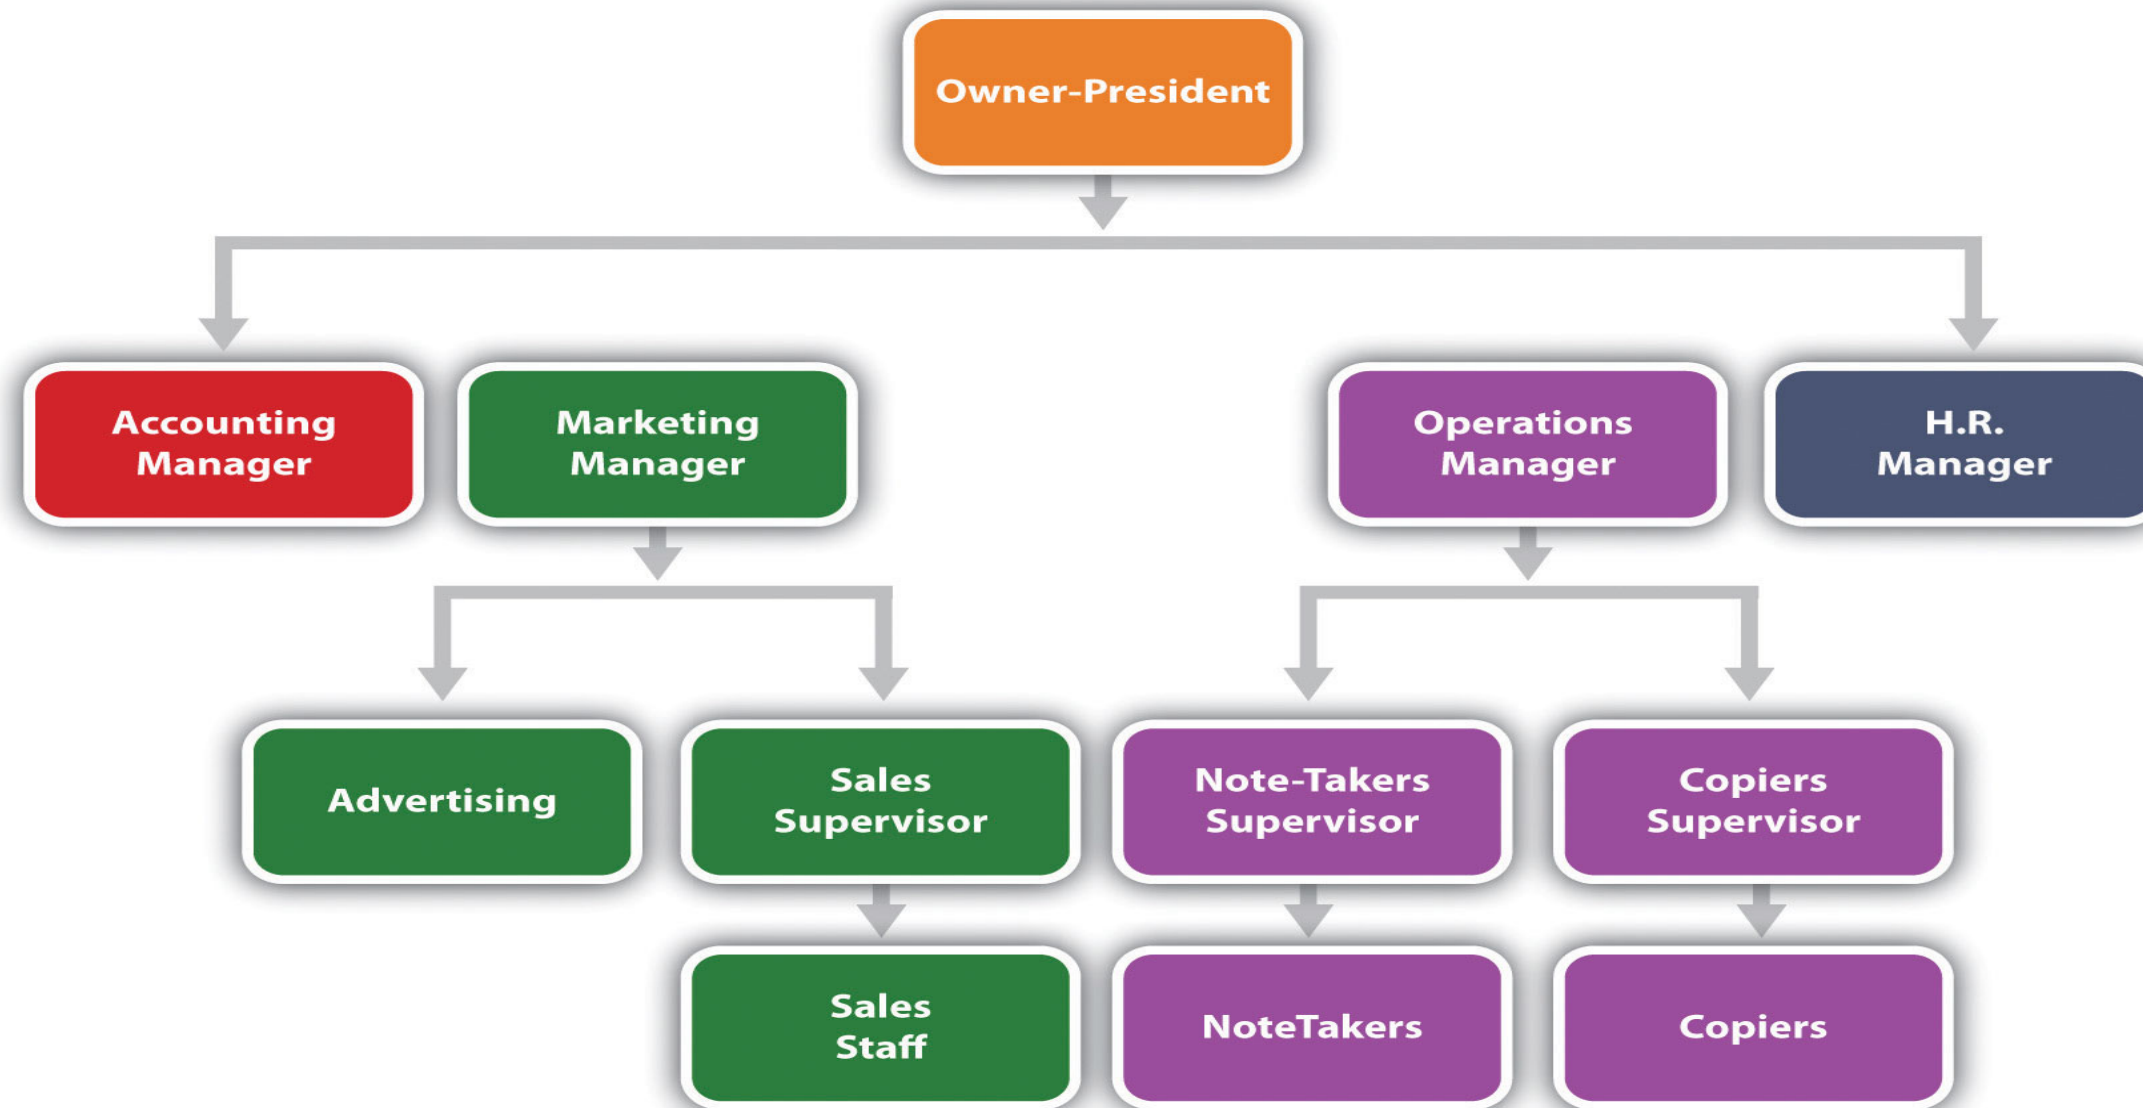 Owner-President
Accounting
Manager
Marketing
Manager
Operations
Manager
H.R.
Manager
Advertising
Sales
Supervisor
Note-Takers
Supervisor
Copiers
Supervisor
Sales
Staff
NoteTakers
Copiers